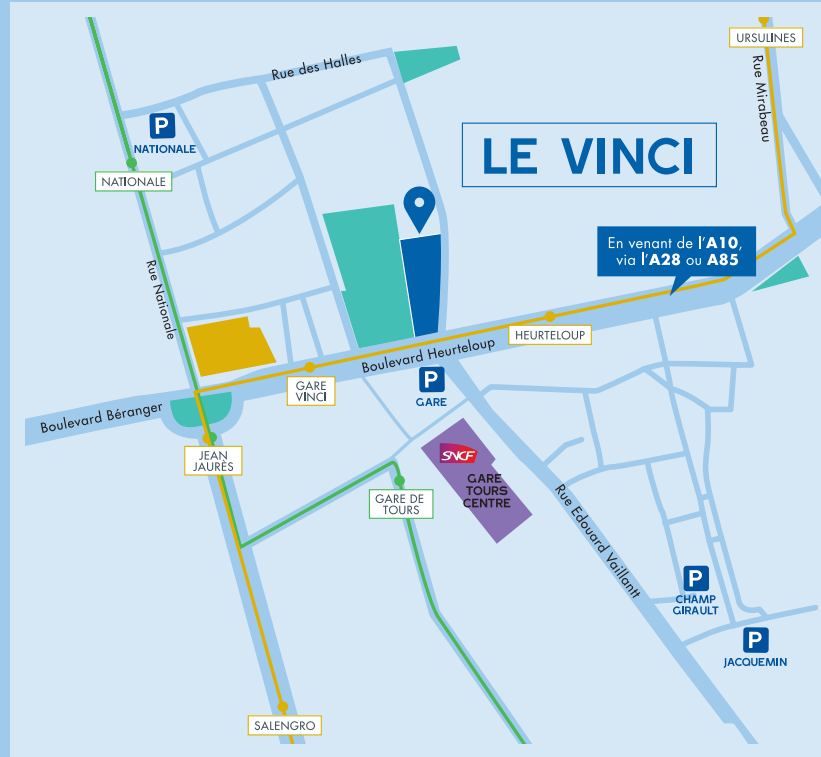 URSULINES
Rue des Halles
Rue Mirabeau
P
NATIONALE
LE VINCI
NATIONALE
En venant de l'A10,
via l'A28 ou A85
Rue Nationale
HEURTELOUP
Boulevard Heurteloup
GARE
VINCI
P
GARE
Boulevard Béranger
JEAN
JAURÈS
SNCF
GARE
TOURS
CENTRE
GARE DE
TOURS
Rue Edouard Vaillantt
P
CHAMP
GIRAULT
P
JACQUEMIN
SALENGRO